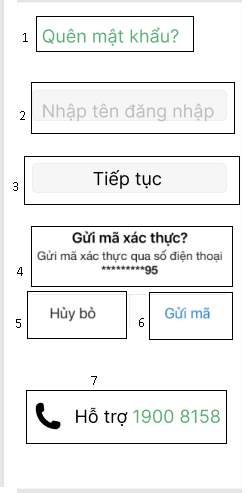 1 Quên mật khẩu?
2 Nhập tên đăng nhập
3 Tiếp tục
Gửi mã xác thực?
4 Gửi mã xác thực qua số điện thoại
*********95
5 Hủy bỏ 6 Gửi mã
7
Hỗ trợ 1900 8158